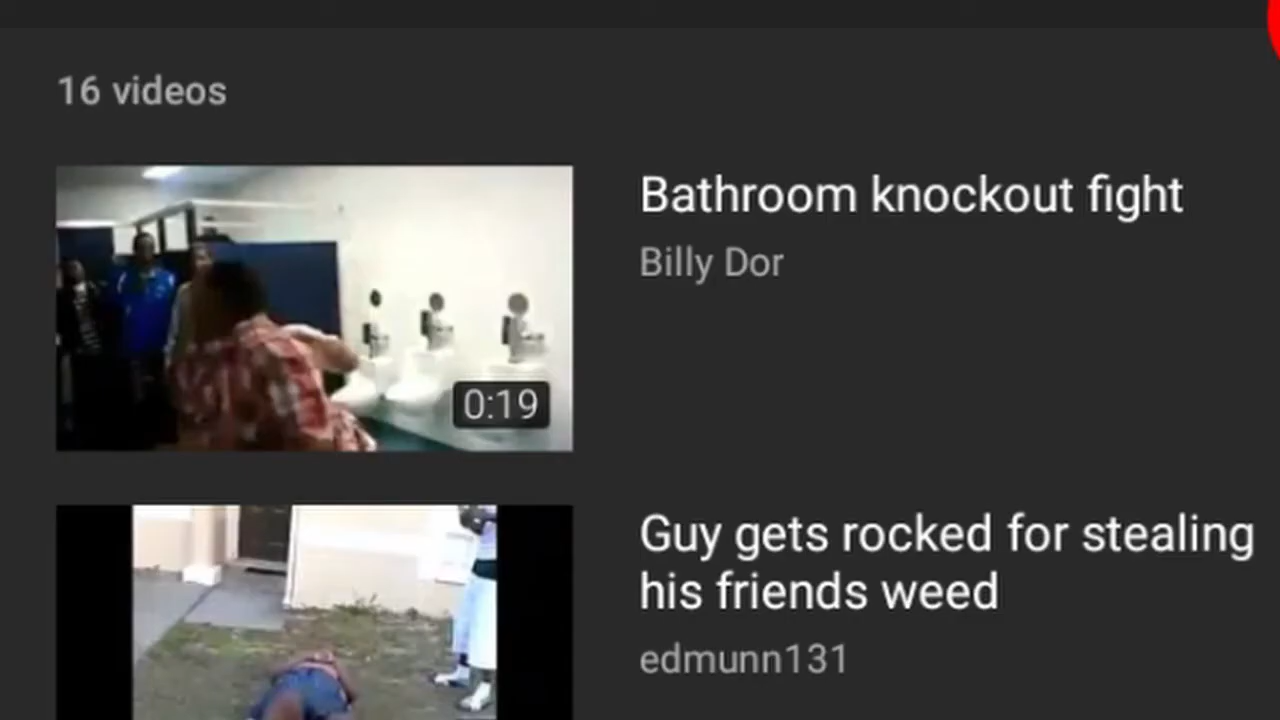 16 videos
Bathroom knockout fight
Billy Dor
0:19
Guy gets rocked for stealing
his friends weed
edmunn131